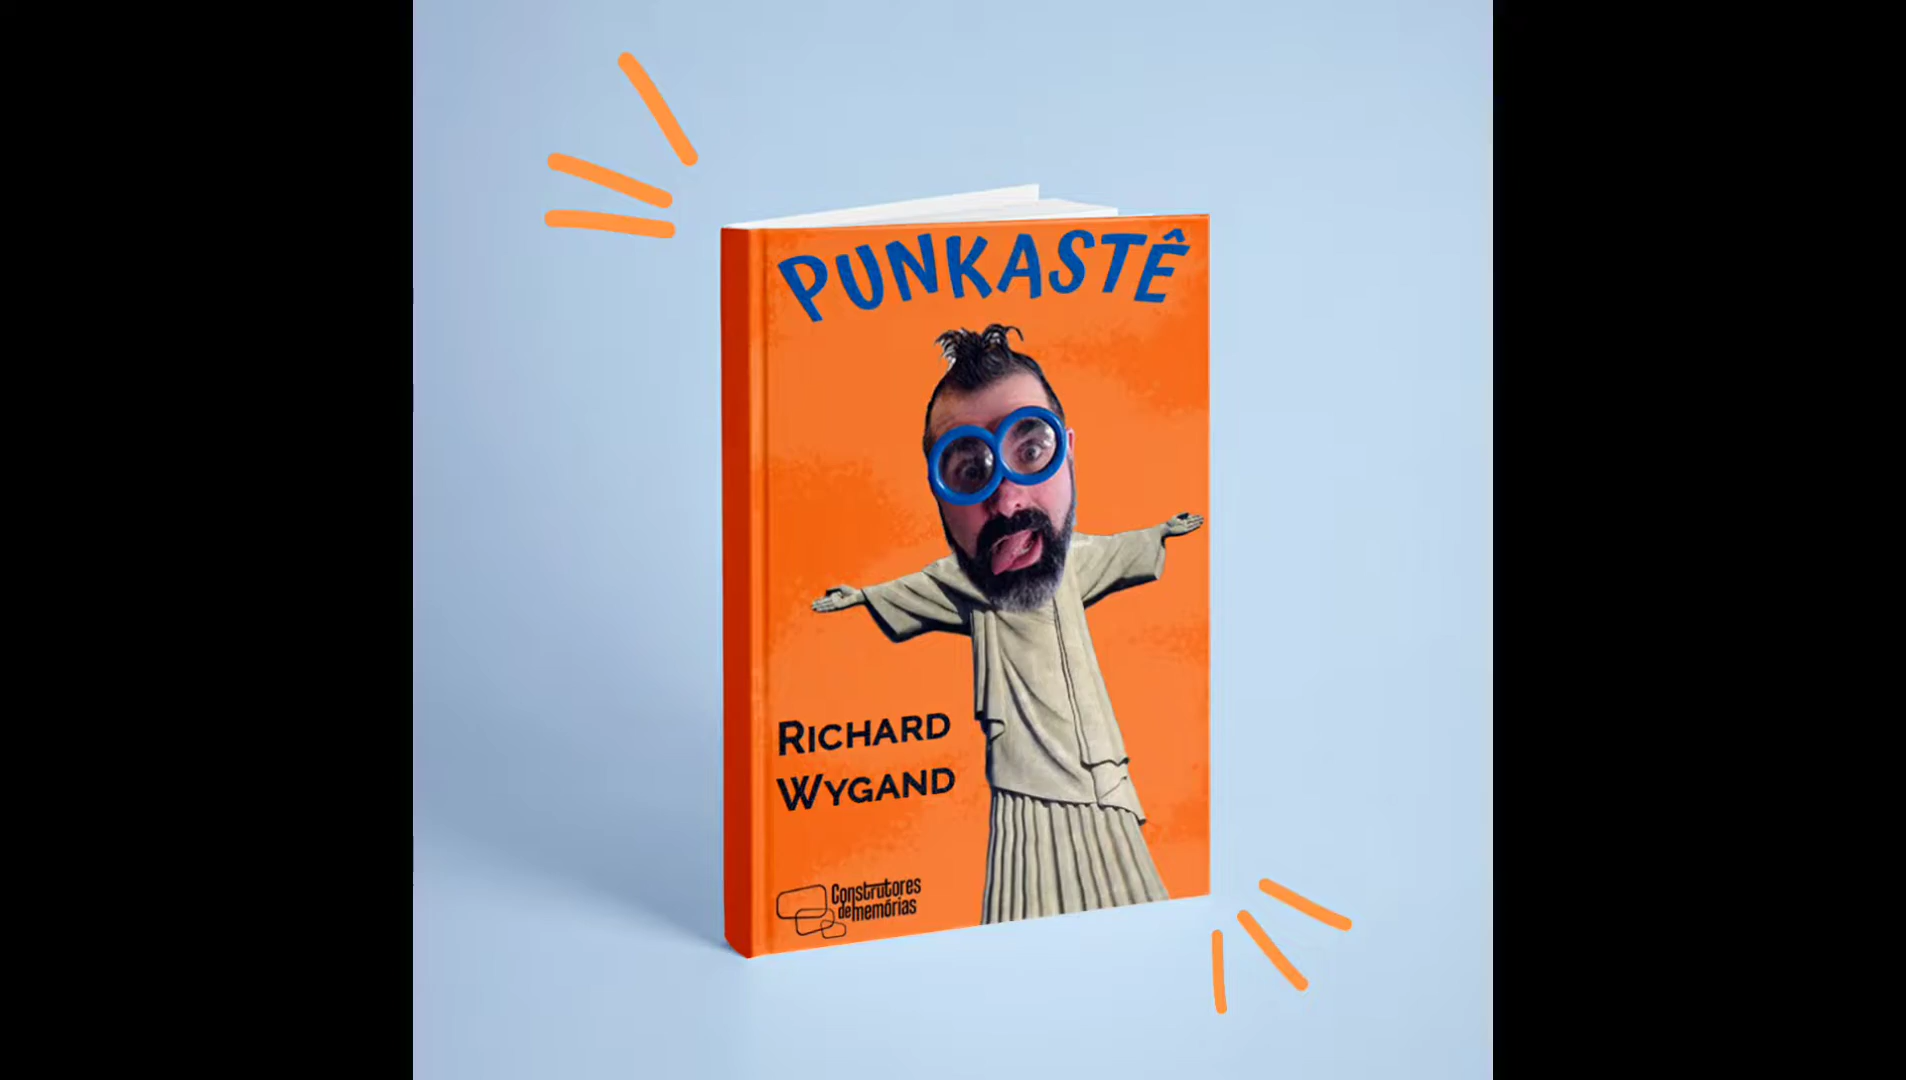 PUNKASTÊ
RICHARD
WYGAND
Construtores
de memórias